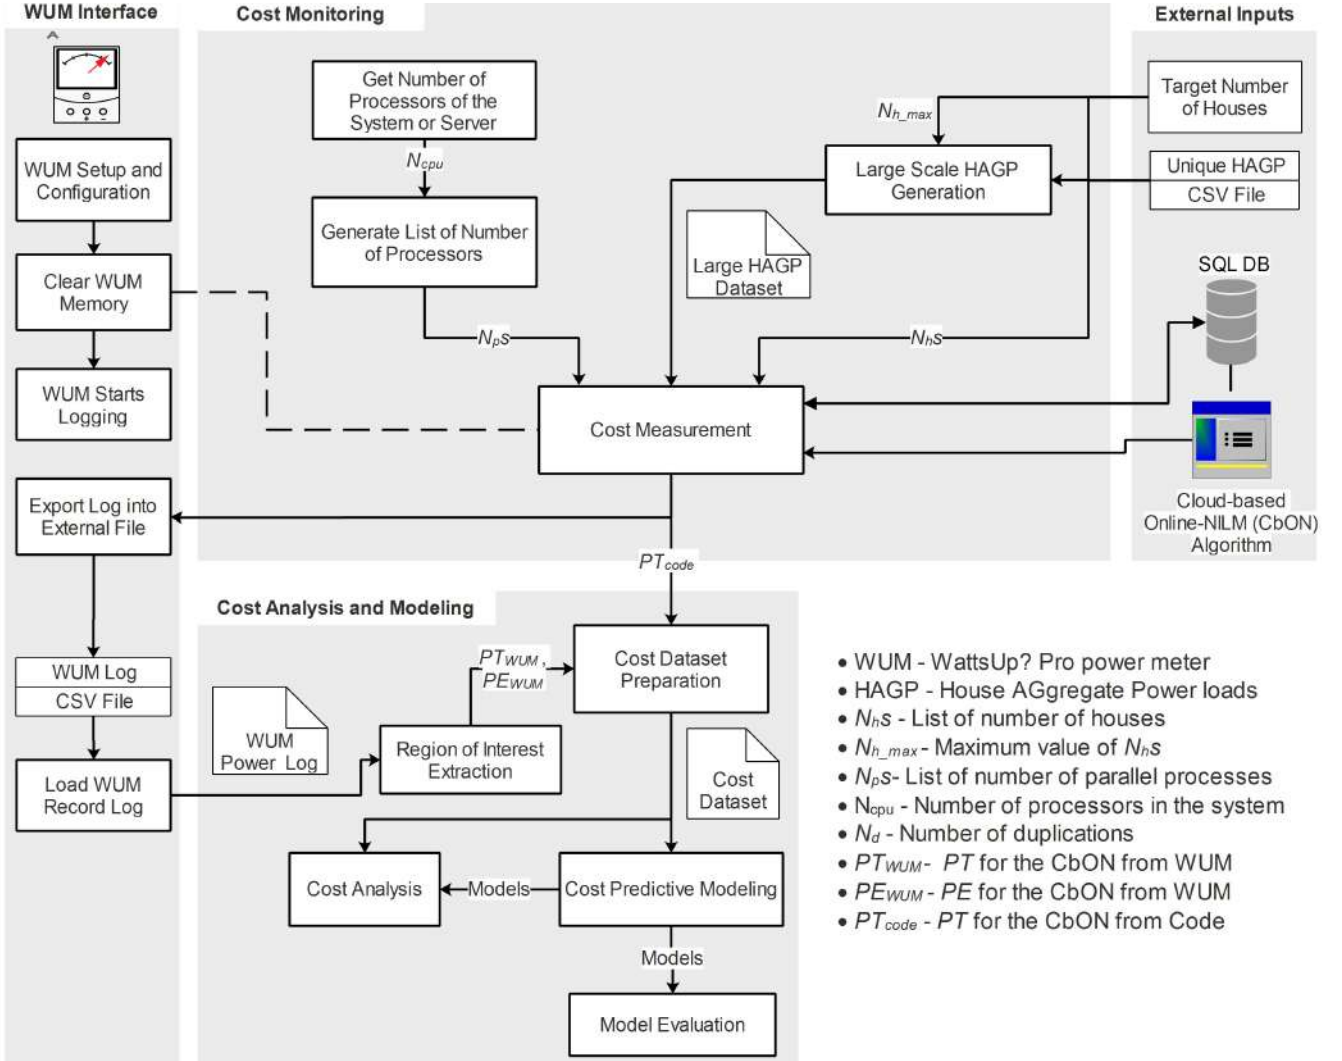 WUM Interface
Cost Monitoring
External Inputs
WUM Setup and
Configuration
Clear WUM
Memory
WUM Starts
Logging
Export Log into
External File
WUM Log
CSV File
Load WUM
Record Log
Get Number of
Processors of the
System or Server
Ncpu
Generate List of Number
of Processors
Nps
Nh_max
Large Scale HAGP
Generation
Large HAGP
Dataset
Nhs
Cost Measurement
Target Number
of Houses
Unique HAGP
CSV File
SQL DB
Cloud-based
Online-NILM (CbON)
Algorithm
PTcode
Cost Analysis and Modeling
PTWUM,
PEWUM
Cost Dataset
Preparation
WUM
Power Log
Region of Interest
Extraction
Cost
Dataset
Cost Analysis
Models
Cost Predictive Modeling
Models
Model Evaluation
• WUM - WattsUp? Pro power meter
• HAGP - House AGgregate Power loads
• Nhs - List of number of houses
• Nh_max - Maximum value of Nhs
• Nps- List of number of parallel processes
• Ncpu - Number of processors in the system
• Nd - Number of duplications
• PTWUM- PT for the CbON from WUM
• PEWUM - PE for the CbON from WUM
• PTcode - PT for the CbON from Code